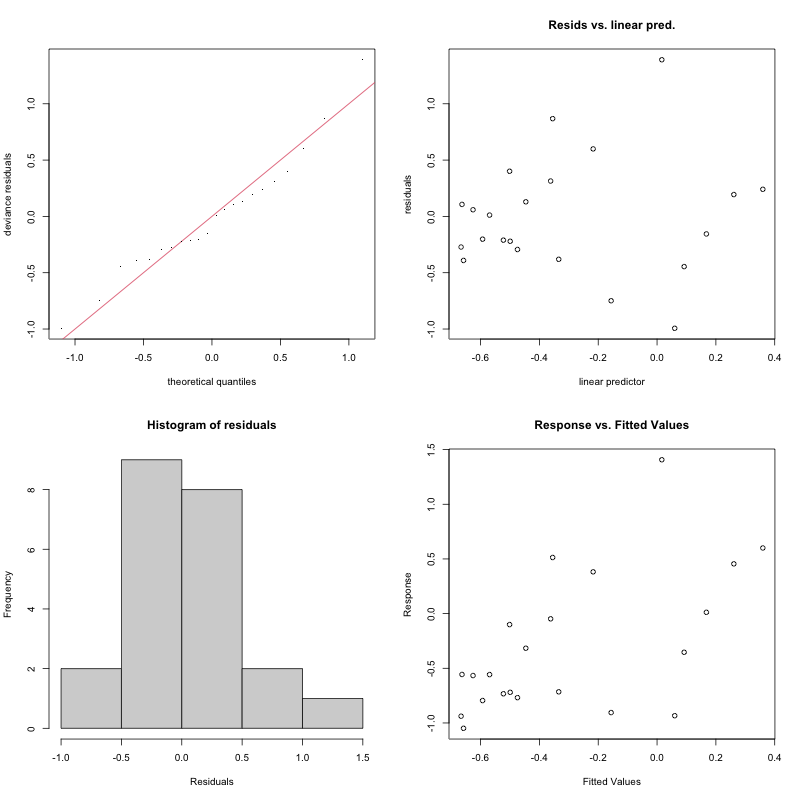 deviance residuals
1.0
0.5
0.0
-0.5
-1.0
-1.0 -0.5 0.0 0.5 1.0
theoretical quantiles
Resids vs. linear pred.
residuals
1.0
0.5
0.0
-0.5
-1.0
-0.6 -0.4 -0.2 0.0 0.2 0.4
linear predictor
Histogram of residuals
Frequency
8
6
4
2
0
-1.0 -0.5 0.0 0.5 1.0 1.5
Residuals
Response vs. Fitted Values
Response
1.5
1.0
0.5
0.0
-0.5
-1.0
-0.6 -0.4 -0.2 0.0 0.2 0.4
Fitted Values